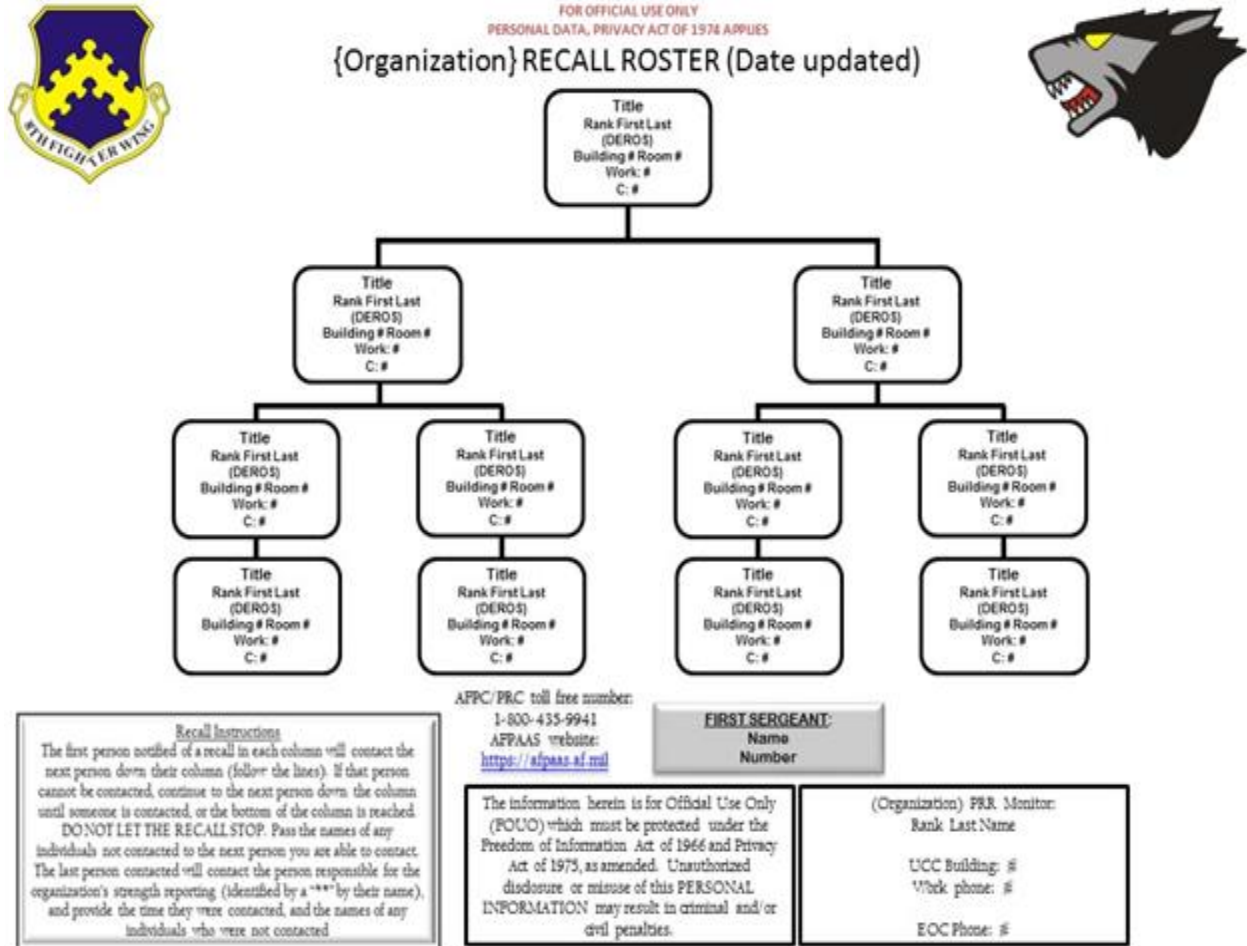 FOR OFFICIAL USE ONLY
PERSONAL DATA, PRIVACY ACT OF 1974 APPLIES
{Organization} RECALL ROSTER (Date updated)
8TH FIGHTER WING
Title
Rank First Last
(DEROS)
Building # Room #
Work: #
C: #
Title
Rank First Last
(DEROS)
Building # Room #
Work: #
C: #
Title
Rank First Last
(DEROS)
Building # Room #
Work: #
C: #
Title
Rank First Last
(DEROS)
Building # Room #
Work: #
C: #
Title
Rank First Last
(DEROS)
Building # Room #
Work: #
C: #
Title
Rank First Last
(DEROS)
Building # Room #
Work: #
C: #
Title
Rank First Last
(DEROS)
Building # Room #
Work: #
C: #
Title
Rank First Last
(DEROS)
Building # Room #
Work: #
C: #
Title
Rank First Last
(DEROS)
Building # Room #
Work: #
C: #
Title
Rank First Last
(DEROS)
Building # Room #
Work: #
C: #
Title
Rank First Last
(DEROS)
Building # Room #
Work: #
C: #
Recall Instructions
The first person notified of a recall in each column will contact the
next person down their column (follow the lines). If that person
cannot be contacted, continue to the next person down the column
until someone is contacted, or the bottom of the column is reached.
DO NOT LET THE RECALL STOP. Pass the names of any
individuals not contacted to the next person you are able to contact.
The last person contacted will contact the person responsible for the
organization's strength reporting (identified by a "**" by their name),
and provide the time they were contacted, and the names of any
individuals who were not contacted
AFPC/PRC toll free number:
1-800-435-9941
AFPAAS website:
https://afpaas.af.mil
FIRST SERGEANT:
Name
Number
The information herein is for Official Use Only
(FOUO) which must be protected under the
Freedom of Information Act of 1966 and Privacy
Act of 1975, as amended. Unauthorized
disclosure or misuse of this PERSONAL
INFORMATION may result in criminal and/or
civil penalties.
(Organization) PRR Monitor:
Rank Last Name
UCC Building: #
Work phone: #
EOC Phone: #